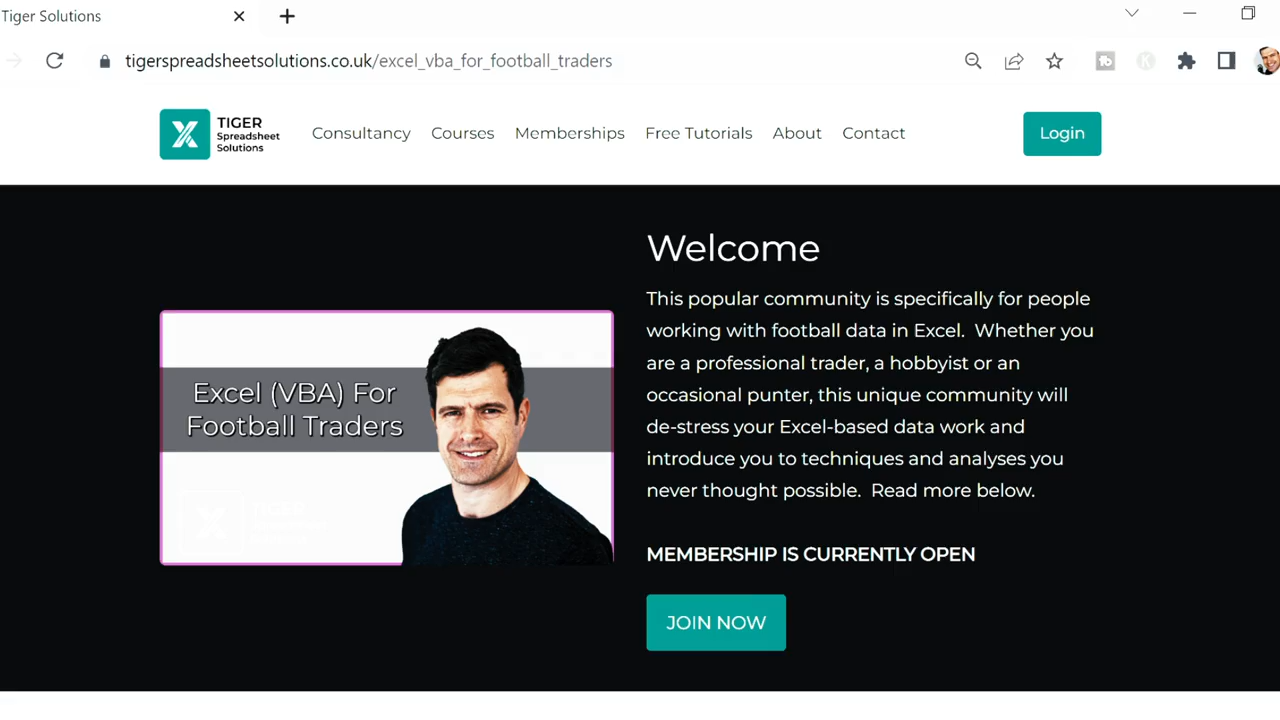 Tiger Solutions
tigerspreadsheetsolutions.co.uk/excel_vba_for_football_traders
TIGER
Spreadsheet
Solutions
Consultancy
Courses
Memberships
Free Tutorials
About
Contact
Login
Welcome
This popular community is specifically for people
working with football data in Excel.  Whether you
are a professional trader, a hobbyist or an
occasional punter, this unique community will
de-stress your Excel-based data work and
introduce you to techniques and analyses you
never thought possible.  Read more below.
MEMBERSHIP IS CURRENTLY OPEN
JOIN NOW
Excel (VBA) For
Football Traders